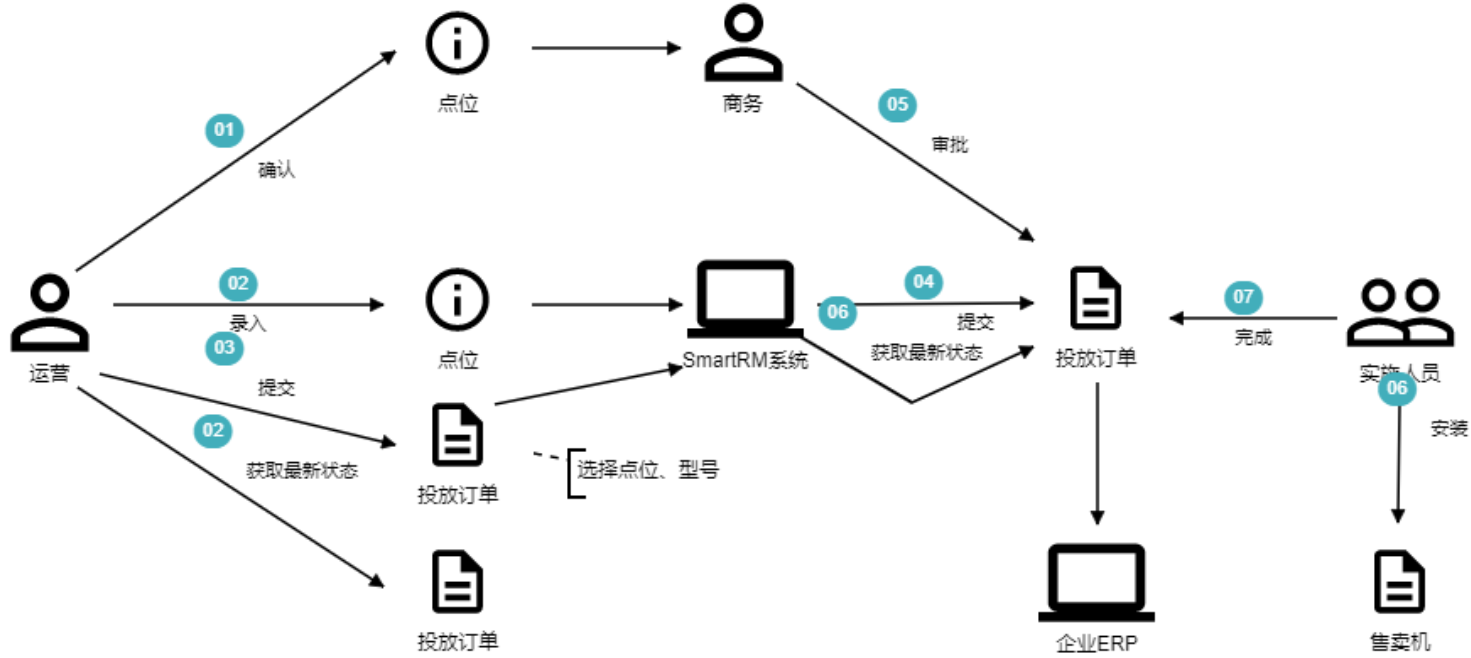 点位
商务
01
05
确认
审批
02
录入
03
提交
04
06
提交
获取最新状态
07
完成
运营
点位
SmartRM系统
投放订单
实施人员
06
安装
02
获取最新状态
选择点位、型号
投放订单
投放订单
企业ERP
售卖机